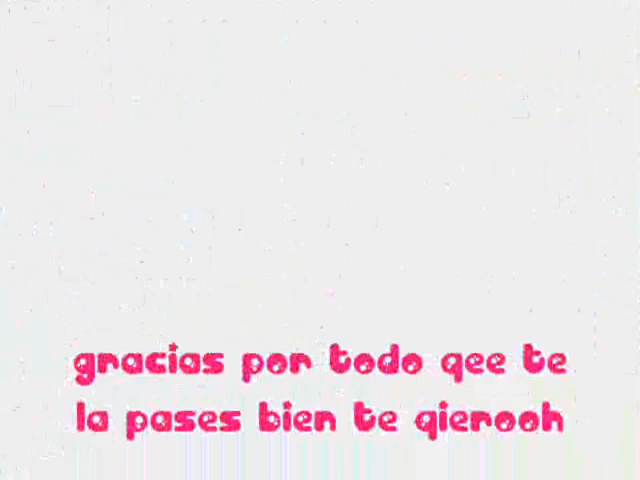 gracias por todo qee te
la pases bien te qierooh